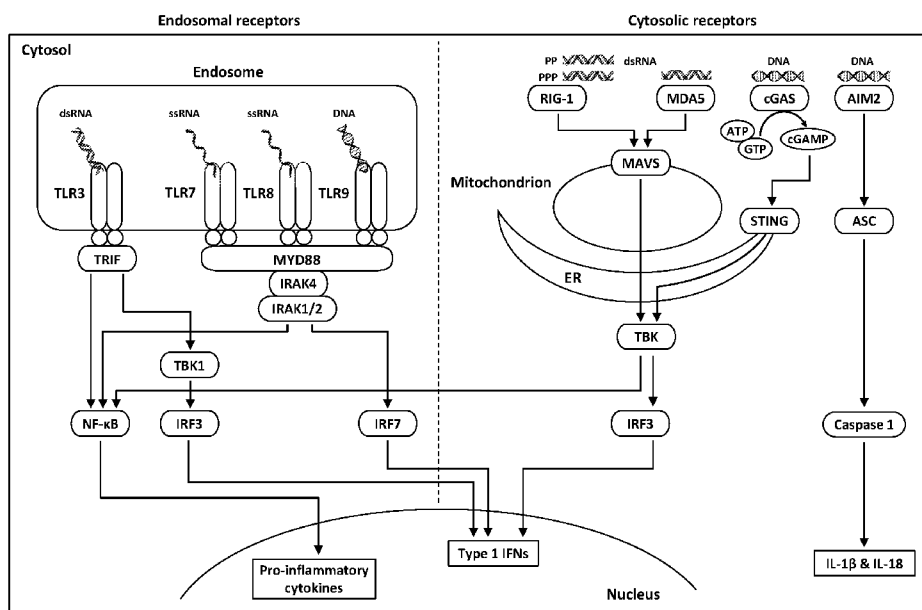 Endosomal receptors
Cytosolic receptors
Cytosol
Endosome
dsRNA
ssRNA
ssRNA
DNA
TLR3
TLR7
TLR8
TLR9
TRIF
MYD88
IRAK4
IRAK1/2
TBK1
NF-κB
IRF3
IRF7
PP
PPP
dsRNA
DNA
DNA
RIG-1
MDA5
cGAS
AIM2
ATP
GTP
cGAMP
MAVS
Mitochondrion
STING
ASC
ER
TBK
IRF3
Caspase 1
Type 1 IFNs
IL-1β & IL-18
Pro-inflammatory
cytokines
Nucleus